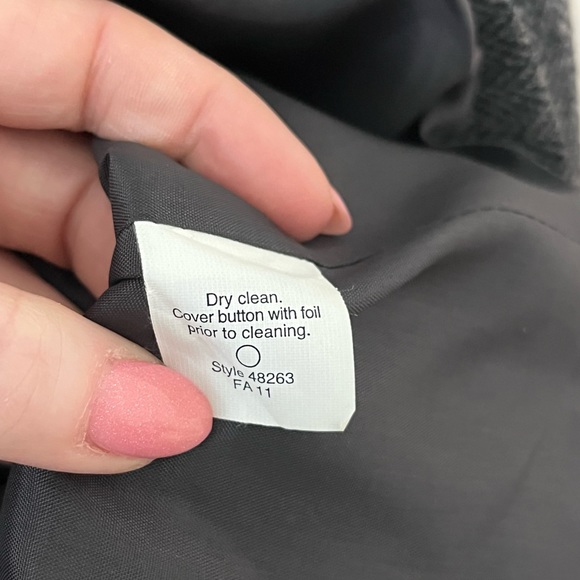 Dry clean.
Cover button with foil
prior to cleaning.
Style 48263
FA 11